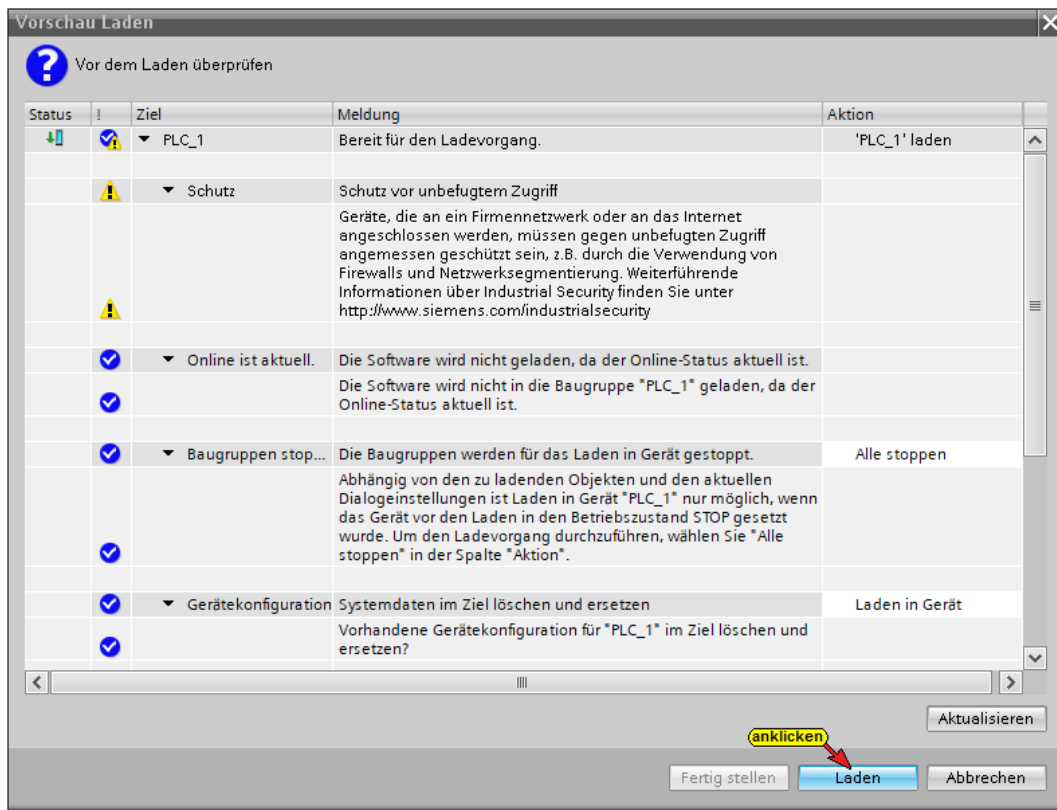 Vorschau Laden
Vor dem Laden überprüfen
Status ! Ziel Meldung Aktion
PLC_1 Bereit für den Ladevorgang. 'PLC_1' laden
Schutz Schutz vor unbefugtem Zugriff
Geräte, die an ein Firmennetzwerk oder an das Internet
angeschlossen werden, müssen gegen unbefugten Zugriff
angemessen geschützt sein, z.B. durch die Verwendung von
Firewalls und Netzwerksegmentierung. Weiterführende
Informationen über Industrial Security finden Sie unter
http://www.siemens.com/industrialsecurity
Online ist aktuell. Die Software wird nicht geladen, da der Online-Status aktuell ist.
Die Software wird nicht in die Baugruppe "PLC_1" geladen, da der
Online-Status aktuell ist.
Baugruppen stop... Die Baugruppen werden für das Laden in Gerät gestoppt. Alle stoppen
Abhängig von den zu ladenden Objekten und den aktuellen
Dialogeinstellungen ist Laden in Gerät "PLC_1" nur möglich, wenn
das Gerät vor den Laden in den Betriebszustand STOP gesetzt
wurde. Um den Ladevorgang durchzuführen, wählen Sie "Alle
stoppen" in der Spalte "Aktion".
Gerätekonfiguration Systemdaten im Ziel löschen und ersetzen Laden in Gerät
Vorhandene Gerätekonfiguration für "PLC_1" im Ziel löschen und
ersetzen?
Aktualisieren
anklicken
Fertig stellen Laden Abbrechen